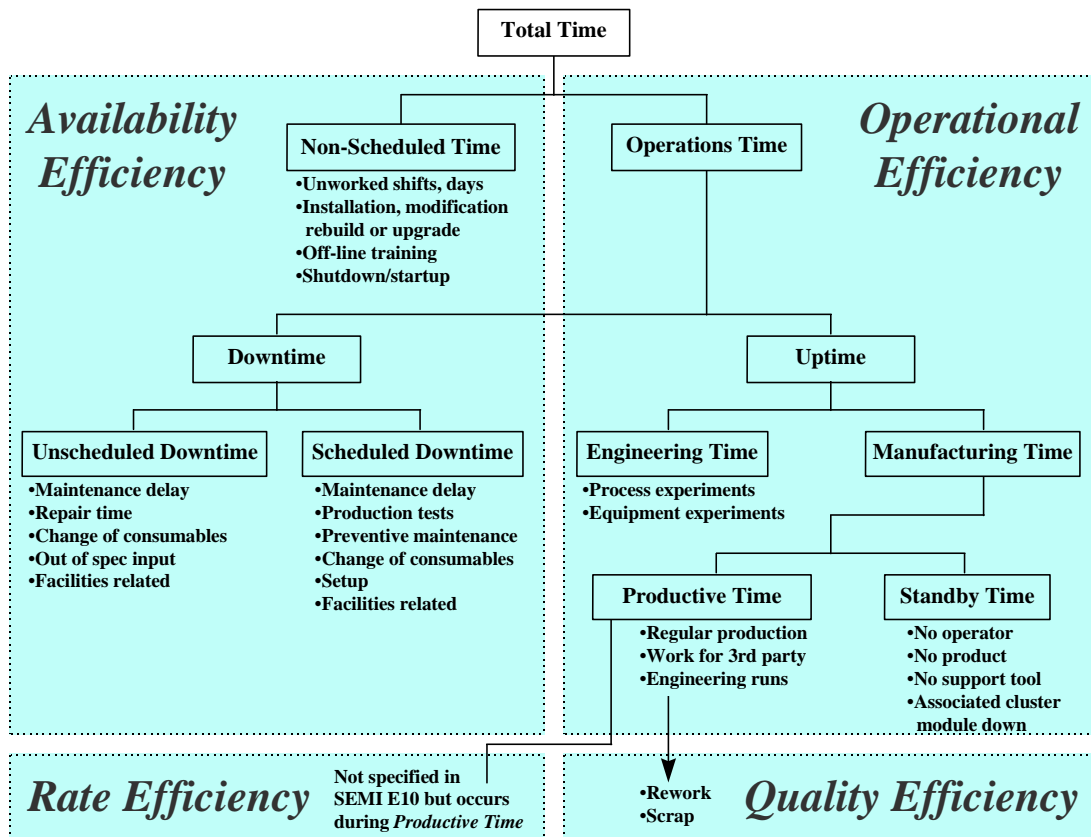 Total Time
Availability
Efficiency
Operational
Efficiency
Non-Scheduled Time
•Unworked shifts, days
•Installation, modification
rebuild or upgrade
•Off-line training
•Shutdown/startup
Operations Time
Downtime
Uptime
Unscheduled Downtime
•Maintenance delay
•Repair time
•Change of consumables
•Out of spec input
•Facilities related
Scheduled Downtime
•Maintenance delay
•Production tests
•Preventive maintenance
•Change of consumables
•Setup
•Facilities related
Engineering Time
•Process experiments
•Equipment experiments
Manufacturing Time
Productive Time
•Regular production
•Work for 3rd party
•Engineering runs
Standby Time
•No operator
•No product
•No support tool
•Associated cluster
module down
Rate Efficiency
Not specified in
SEMI E10 but occurs
during Productive Time
•Rework
•Scrap
Quality Efficiency